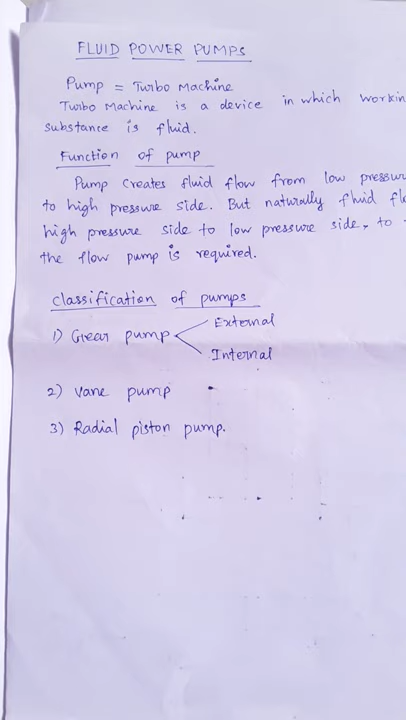 FLUID POWER PUMPS
Pump = Turbo Machine
Turbo Machine is a device in which
substance is fluid.
Function of pump
Pump Creates fluid flow from low
to high pressure side. But naturally fluid
high pressure side to low pressure side, to
the flow pump is required.
Classification of pumps
External
1) Gear pump
Internal
2) Vane pump
3) Radial piston pump.